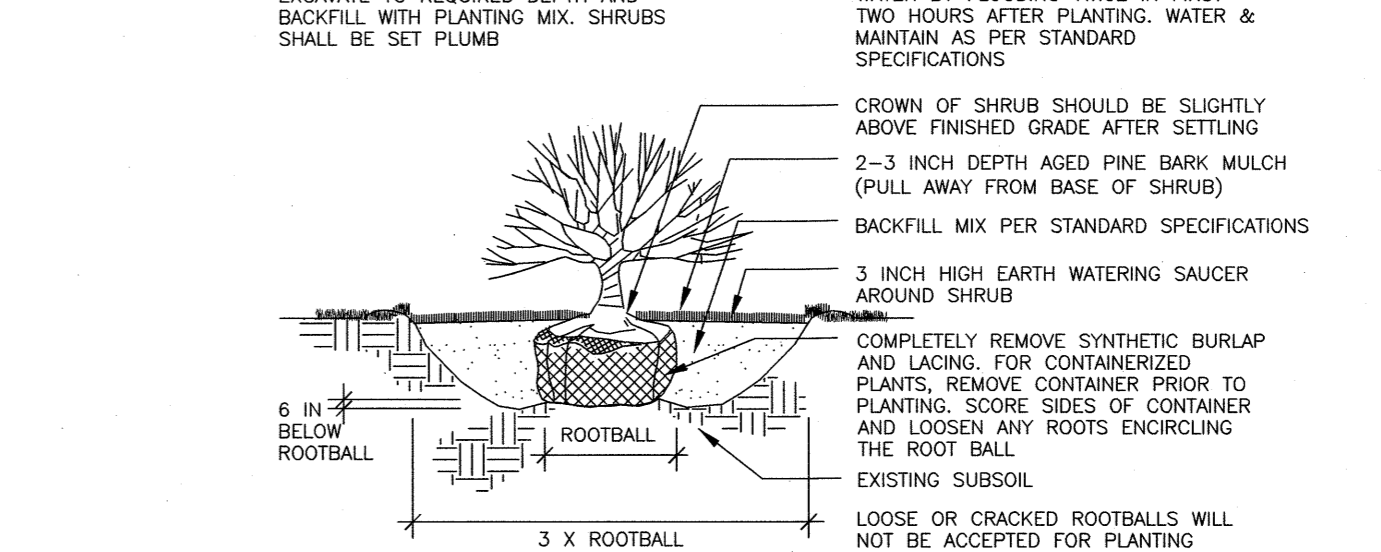 BACKFILL WITH PLANTING MIX. SHRUBS
SHALL BE SET PLUMB
TWO HOURS AFTER PLANTING. WATER &
MAINTAIN AS PER STANDARD
SPECIFICATIONS
CROWN OF SHRUB SHOULD BE SLIGHTLY
ABOVE FINISHED GRADE AFTER SETTLING
2-3 INCH DEPTH AGED PINE BARK MULCH
(PULL AWAY FROM BASE OF SHRUB)
BACKFILL MIX PER STANDARD SPECIFICATIONS
3 INCH HIGH EARTH WATERING SAUCER
AROUND SHRUB
COMPLETELY REMOVE SYNTHETIC BURLAP
AND LACING. FOR CONTAINERIZED
PLANTS, REMOVE CONTAINER PRIOR TO
PLANTING. SCORE SIDES OF CONTAINER
AND LOOSEN ANY ROOTS ENCIRCLING
THE ROOT BALL
6 IN
BELOW
ROOTBALL
ROOTBALL
EXISTING SUBSOIL
3 X ROOTBALL
LOOSE OR CRACKED ROOTBALLS WILL
NOT BE ACCEPTED FOR PLANTING